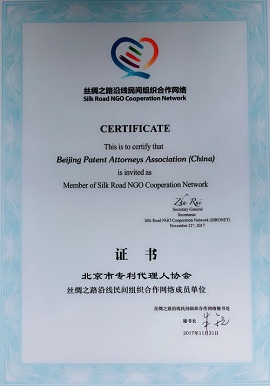 丝绸之路沿线民间组织合作网络
Silk Road NGO Cooperation Network
CERTIFICATE
This is to certify that
Beijing Patent Attorneys Association (China)
is invited as
Member of Silk Road NGO Cooperation Network
Zhu Rui
Secretary General
Secretariat
Silk Road NGO Cooperation Network (SIRONET)
November 21st, 2017
证 书
北京市专利代理人协会
丝绸之路沿线民间组织合作网络成员单位
丝绸之路沿线民间组织合作网络秘书处
秘书长
2017年11月21日